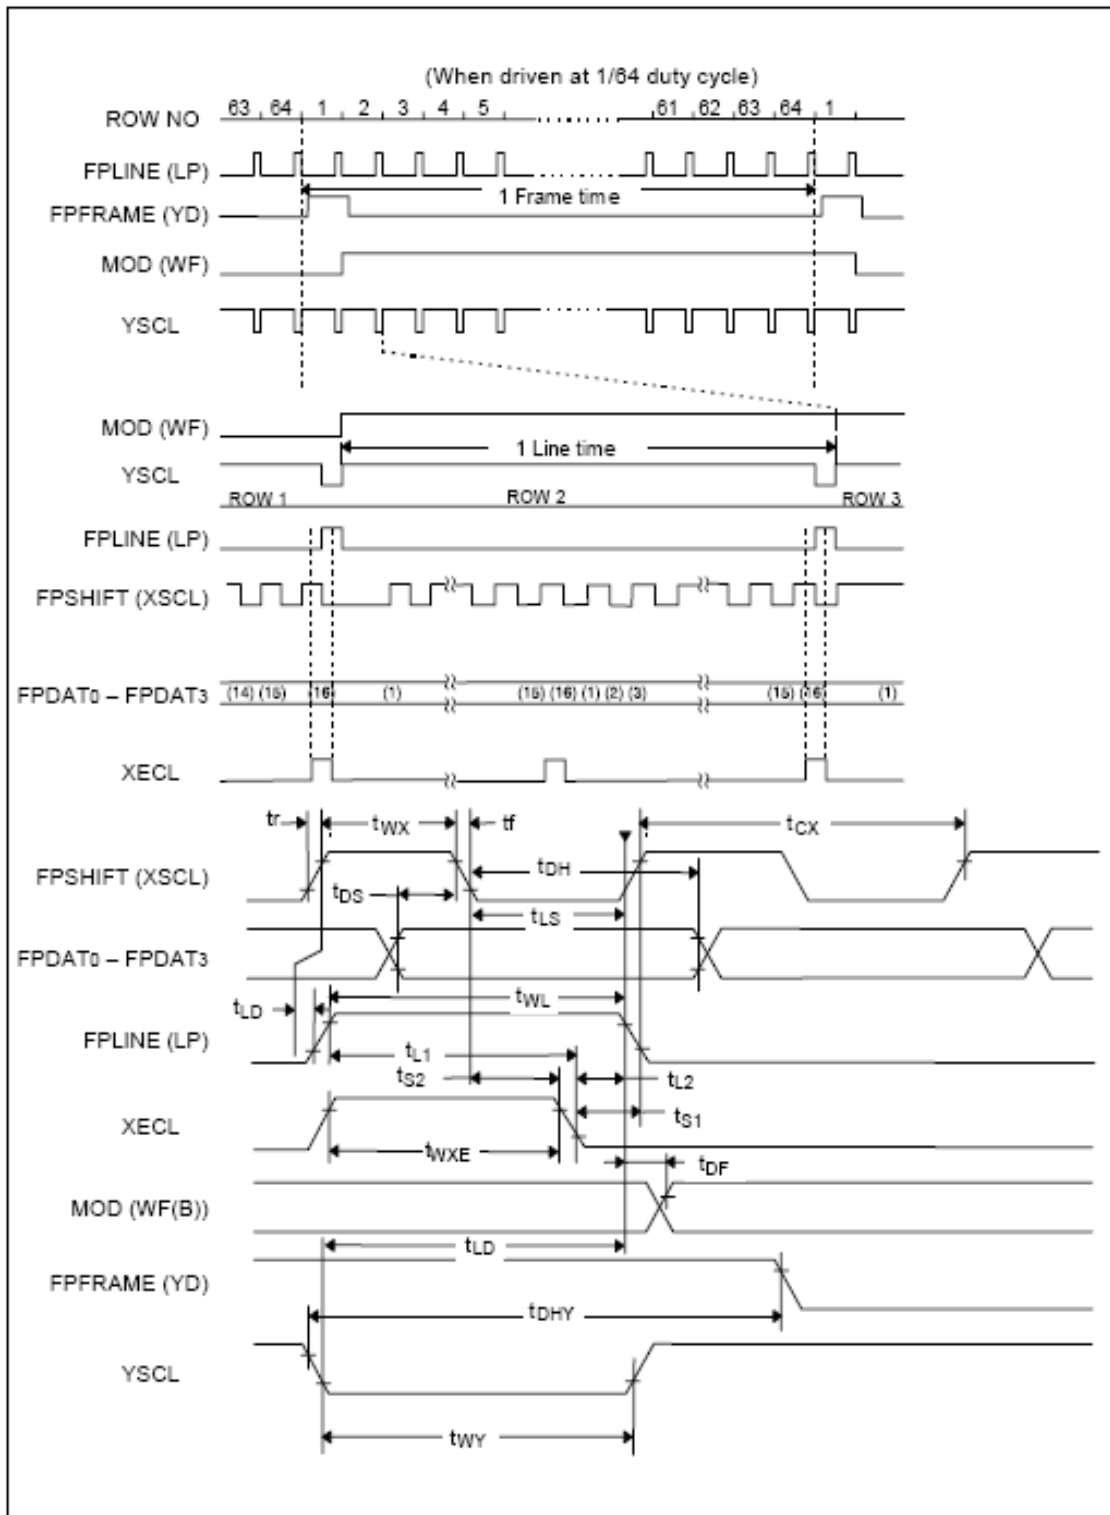 (When driven at 1/64 duty cycle)
ROW NO 63 64 1 2 3 4 5 61 62 63 64 1
FPLINE (LP)
1 Frame time
FPFRAME (YD)
MOD (WF)
YSCL
MOD (WF)
1 Line time
YSCL
ROW 1 ROW 2 ROW 3
FPLINE (LP)
FPSHIFT (XSCL)
FPDAT0 – FPDAT3 (14) (15) (16) (1) (15) (16) (1) (2) (3) (15) (16) (1)
XECL
tr tWX tf tCX
FPSHIFT (XSCL)
tDH
tDS
tLS
FPDAT0 – FPDAT3
tWL
tLD
FPLINE (LP)
tL1
tS2 tL2
XECL tS1
tWXE
tDF
MOD (WF(B))
tLD
FPFRAME (YD)
tDHY
YSCL
tWY